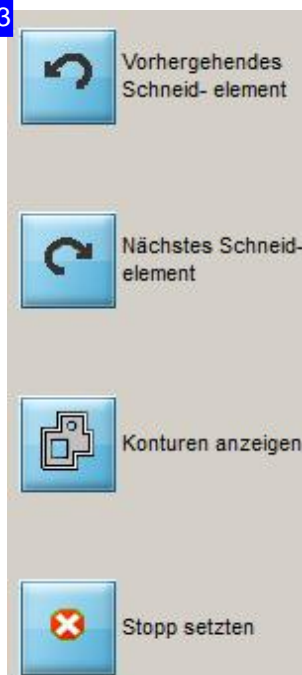 3
Vorhergehendes
Schneid- element
Nächstes Schneid-
element
Konturen anzeigen
Stopp setzten